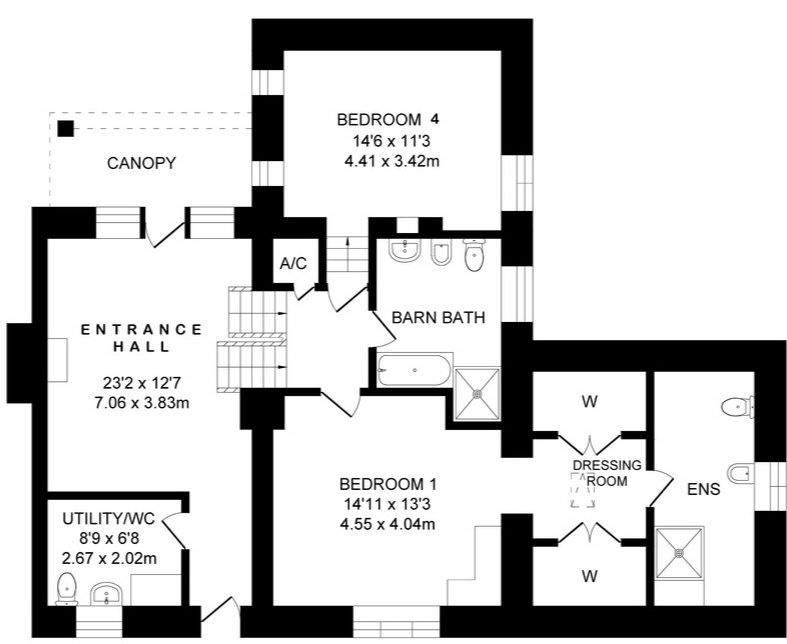 BEDROOM 4
14'6 x 11'3
4.41 x 3.42m
CANOPY
A/C
BARN BATH
ENTRANCE
HALL
23'2 x 12'7
7.06 x 3.83m
W
DRESSING
ROOM
ENS
BEDROOM 1
14'11 x 13'3
4.55 x 4.04m
UTILITY/WC
8'9 x 6'8
2.67 x 2.02m
W